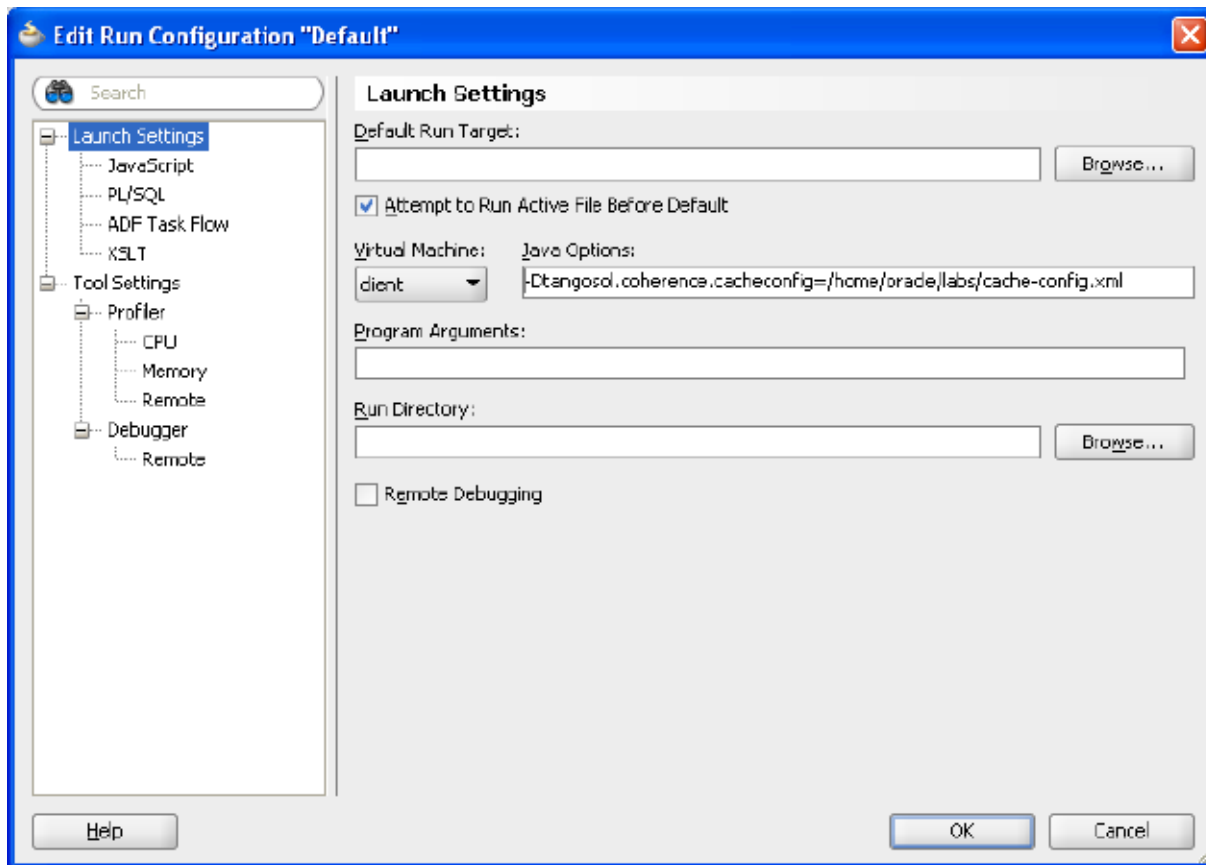 Edit Run Configuration "Default"
Search
Launch Settings
JavaScript
PL/SQL
ADF Task Flow
XSLT
Tool Settings
Profiler
CPU
Memory
Remote
Debugger
Remote
Launch Settings
Default Run Target:
Browse...
Attempt to Run Active File Before Default
Virtual Machine: Java Options:
client -Dtangosol.coherence.cacheconfig=/home/oracle/labs/cache-config.xml
Program Arguments:
Run Directory:
Browse...
Remote Debugging
Help OK Cancel